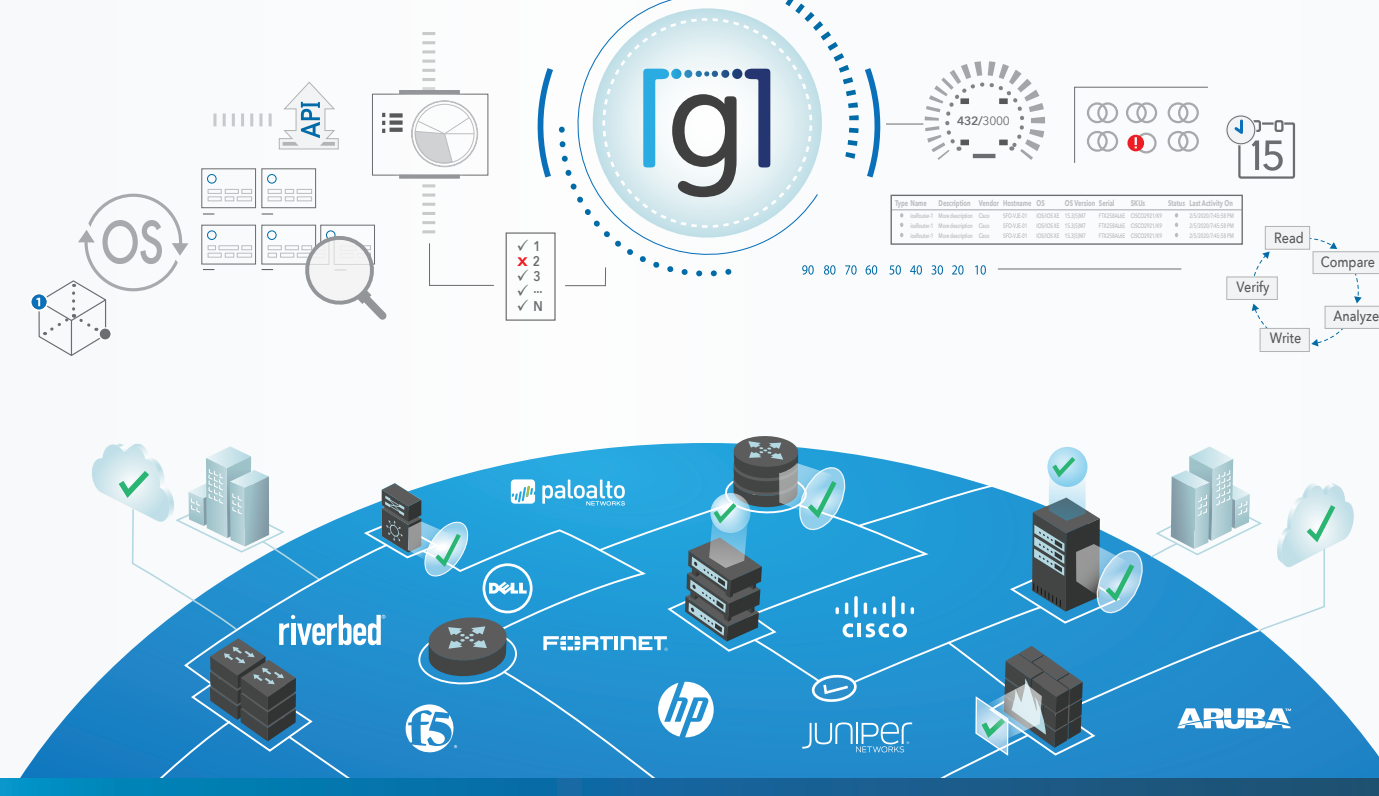 API
g
432/3000
15
OS
1
✓ 1
x 2
✓ 3
✓ ...
✓ N
Type Name Description Vendor Hostname OS OS Version Serial SKUs Status Last Activity On
90 80 70 60 50 40 30 20 10
Read
Compare
Verify
Analyze
Write
paloalto
NETWORKS
DELL
riverbed
FORTINET
CISCO
hp
f5
JUNIPER
NETWORKS
ARUBA™